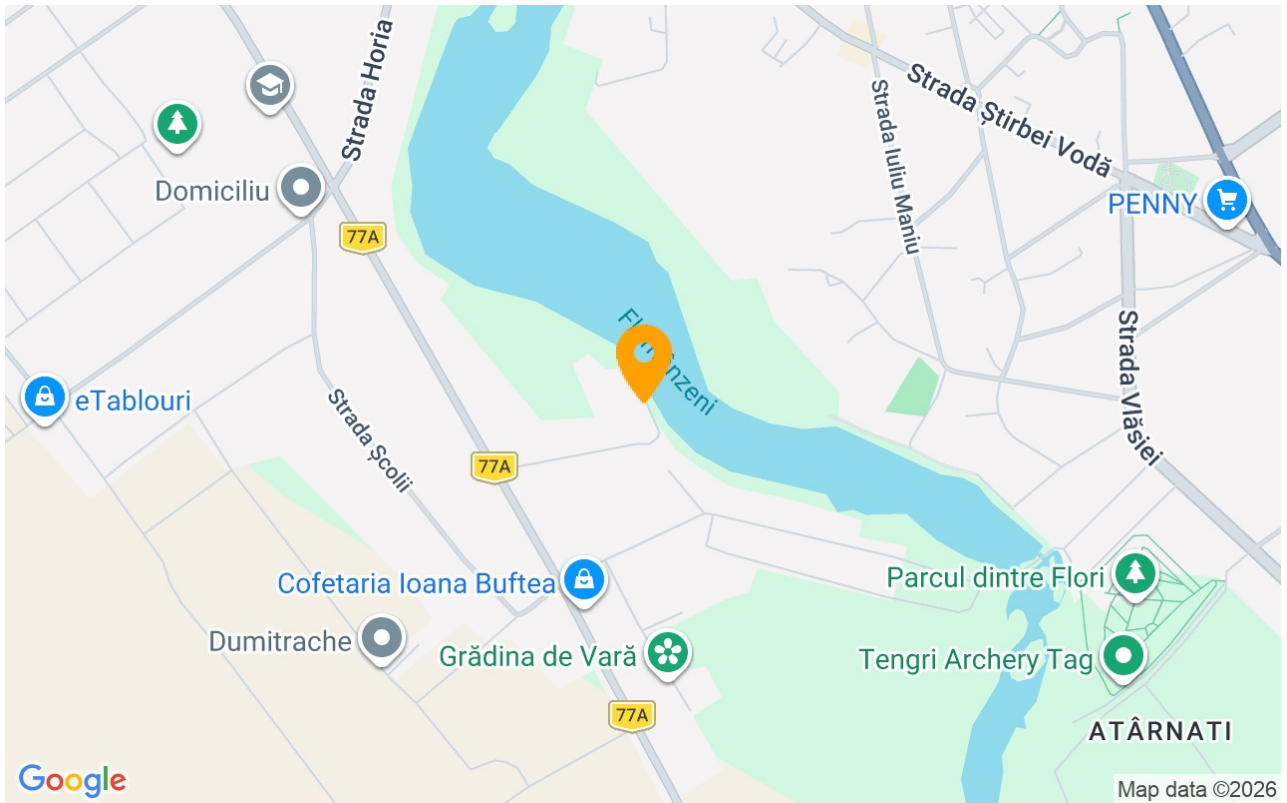 Strada Horia
Strada Știrbei Vodă
Strada Iuliu Maniu
Domiciliu
PENNY
77A
Strada Vlăsiei
eTablouri
Strada Școlii
77A
Cofetaria Ioana Buftea
Parcul dintre Flori
Dumitrache
Grădina de Vară
Tengri Archery Tag
77A
ATÂRNATI
Google
Map data ©2026